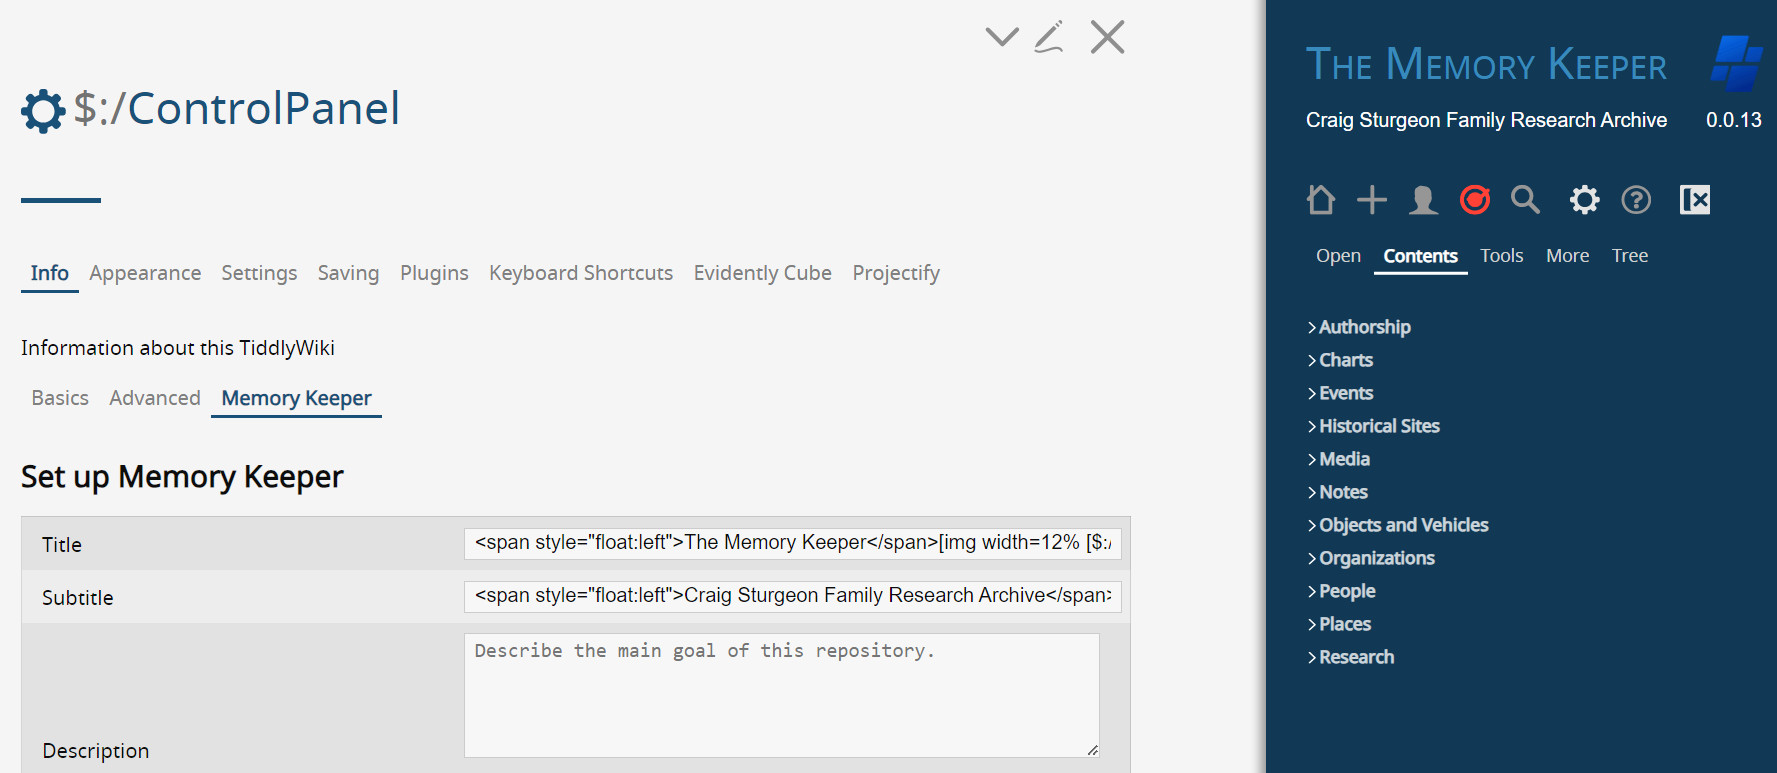 $:/ControlPanel
Info Appearance Settings Saving Plugins Keyboard Shortcuts Evidently Cube Projectify
Information about this TiddlyWiki
Basics Advanced Memory Keeper
Set up Memory Keeper
Title <span style="float:left">The Memory Keeper</span>[img width=12% [$:/
Subtitle <span style="float:left">Craig Sturgeon Family Research Archive</span>
Describe the main goal of this repository.
Description
The Memory Keeper
Craig Sturgeon Family Research Archive 0.0.13
Open Contents Tools More Tree
Authorship
Charts
Events
Historical Sites
Media
Notes
Objects and Vehicles
Organizations
People
Places
Research